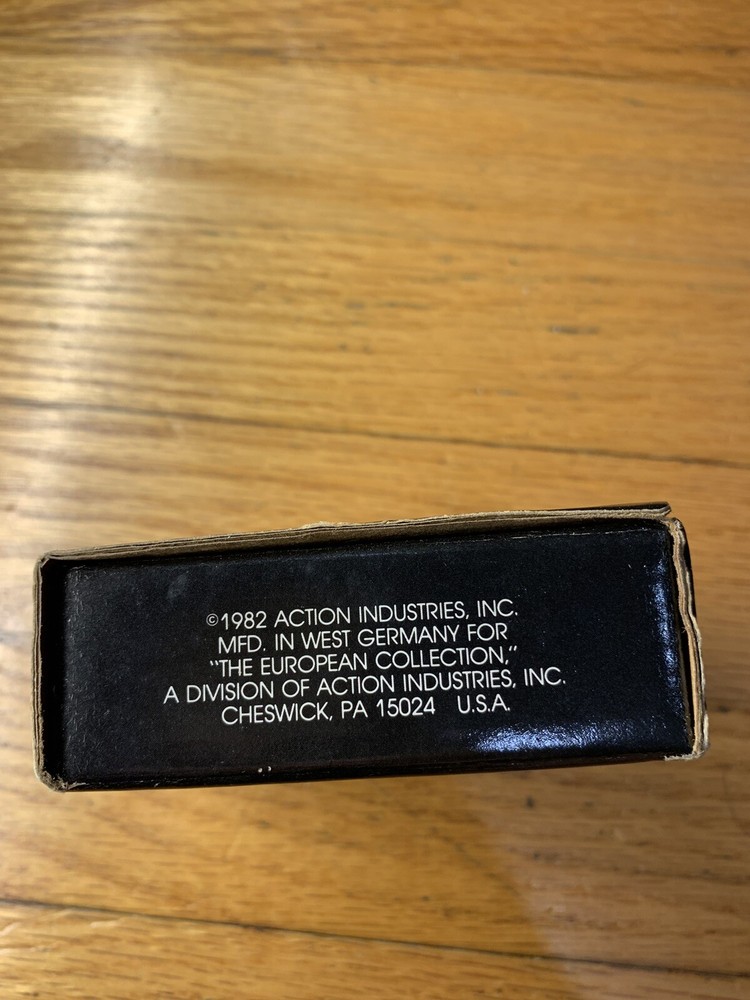 ©1982 ACTION INDUSTRIES, INC.
MFD. IN WEST GERMANY FOR
"THE EUROPEAN COLLECTION,"
A DIVISION OF ACTION INDUSTRIES, INC.
CHESWICK, PA 15024 U.S.A.